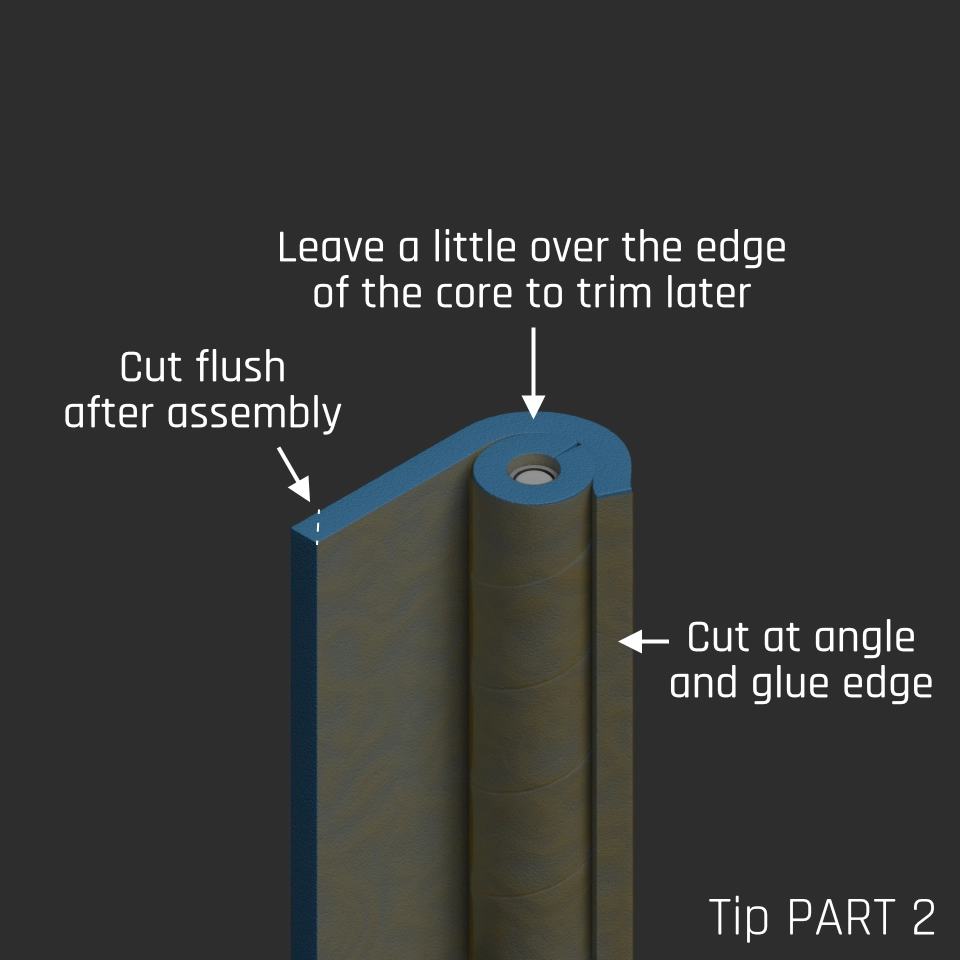 Leave a little over the edge
of the core to trim later
Cut flush
after assembly
Cut at angle
and glue edge
Tip PART 2